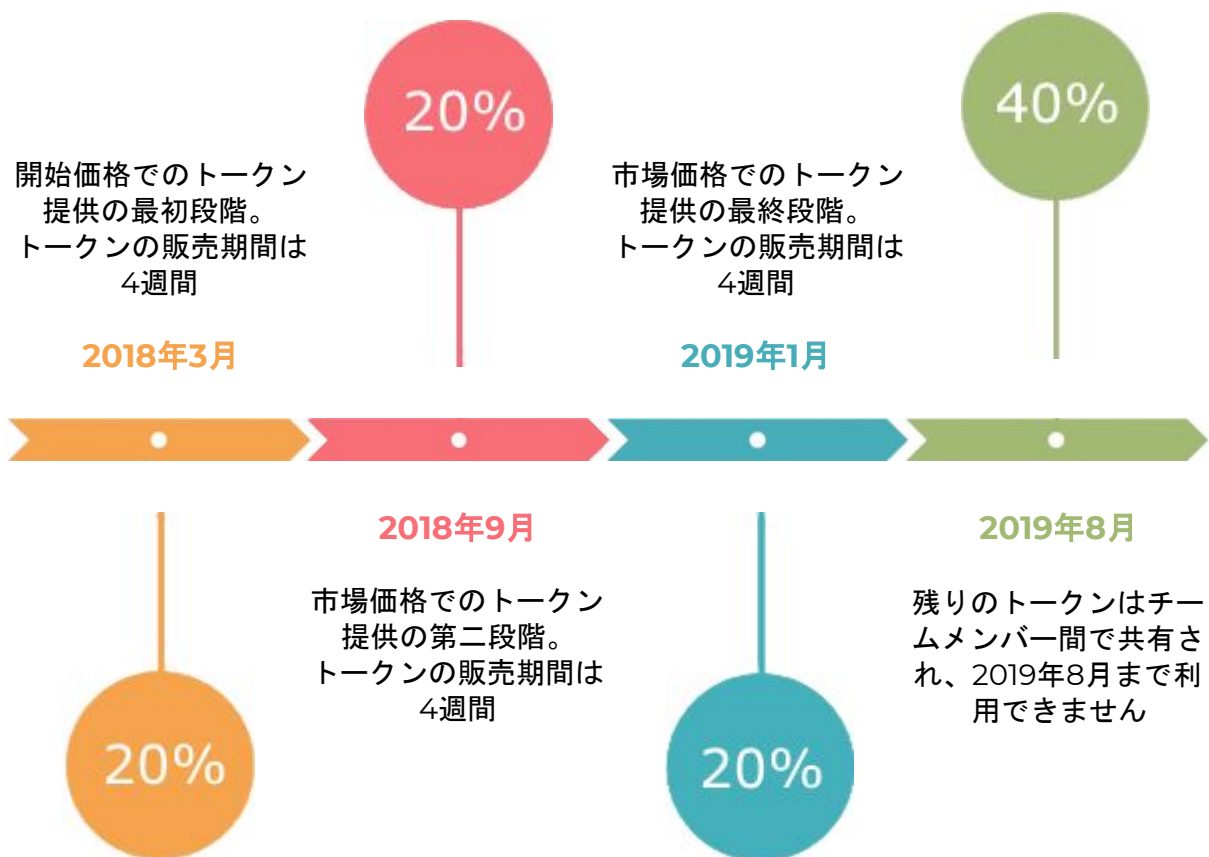 20%
40%
開始価格でのトークン
提供の最初段階。
トークンの販売期間は
4週間
2018年3月
市場価格でのトークン
提供の最終段階。
トークンの販売期間は
4週間
2019年1月
2018年9月
市場価格でのトークン
提供の第二段階。
トークンの販売期間は
4週間
2019年8月
残りのトークンはチー
ムメンバー間で共有さ
れ、2019年8月まで利
用できません
20%
20%